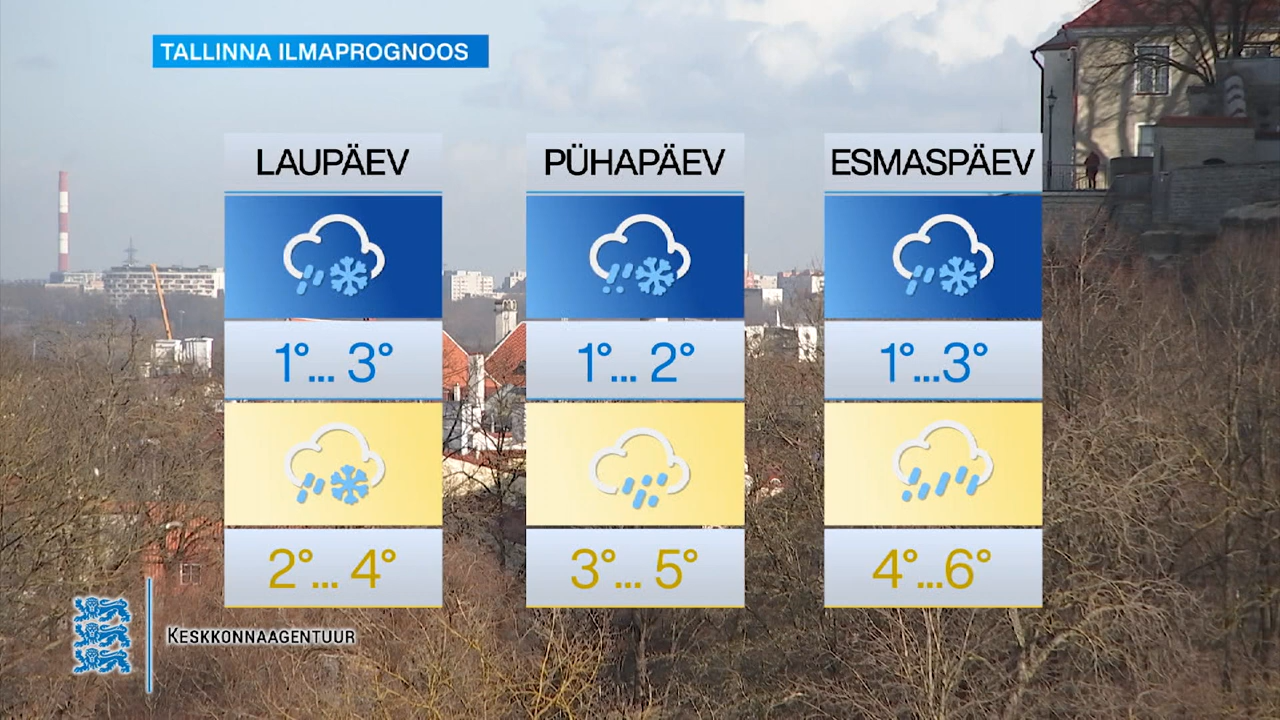 TALLINNA ILMAPROGNOOS
LAUPÄEV
PÜHAPÄEV
ESMASPÄEV
1°... 3°
1°... 2°
1°...3°
2°... 4°
3°... 5°
4°...6°
KESKKONNAAGENTUUR